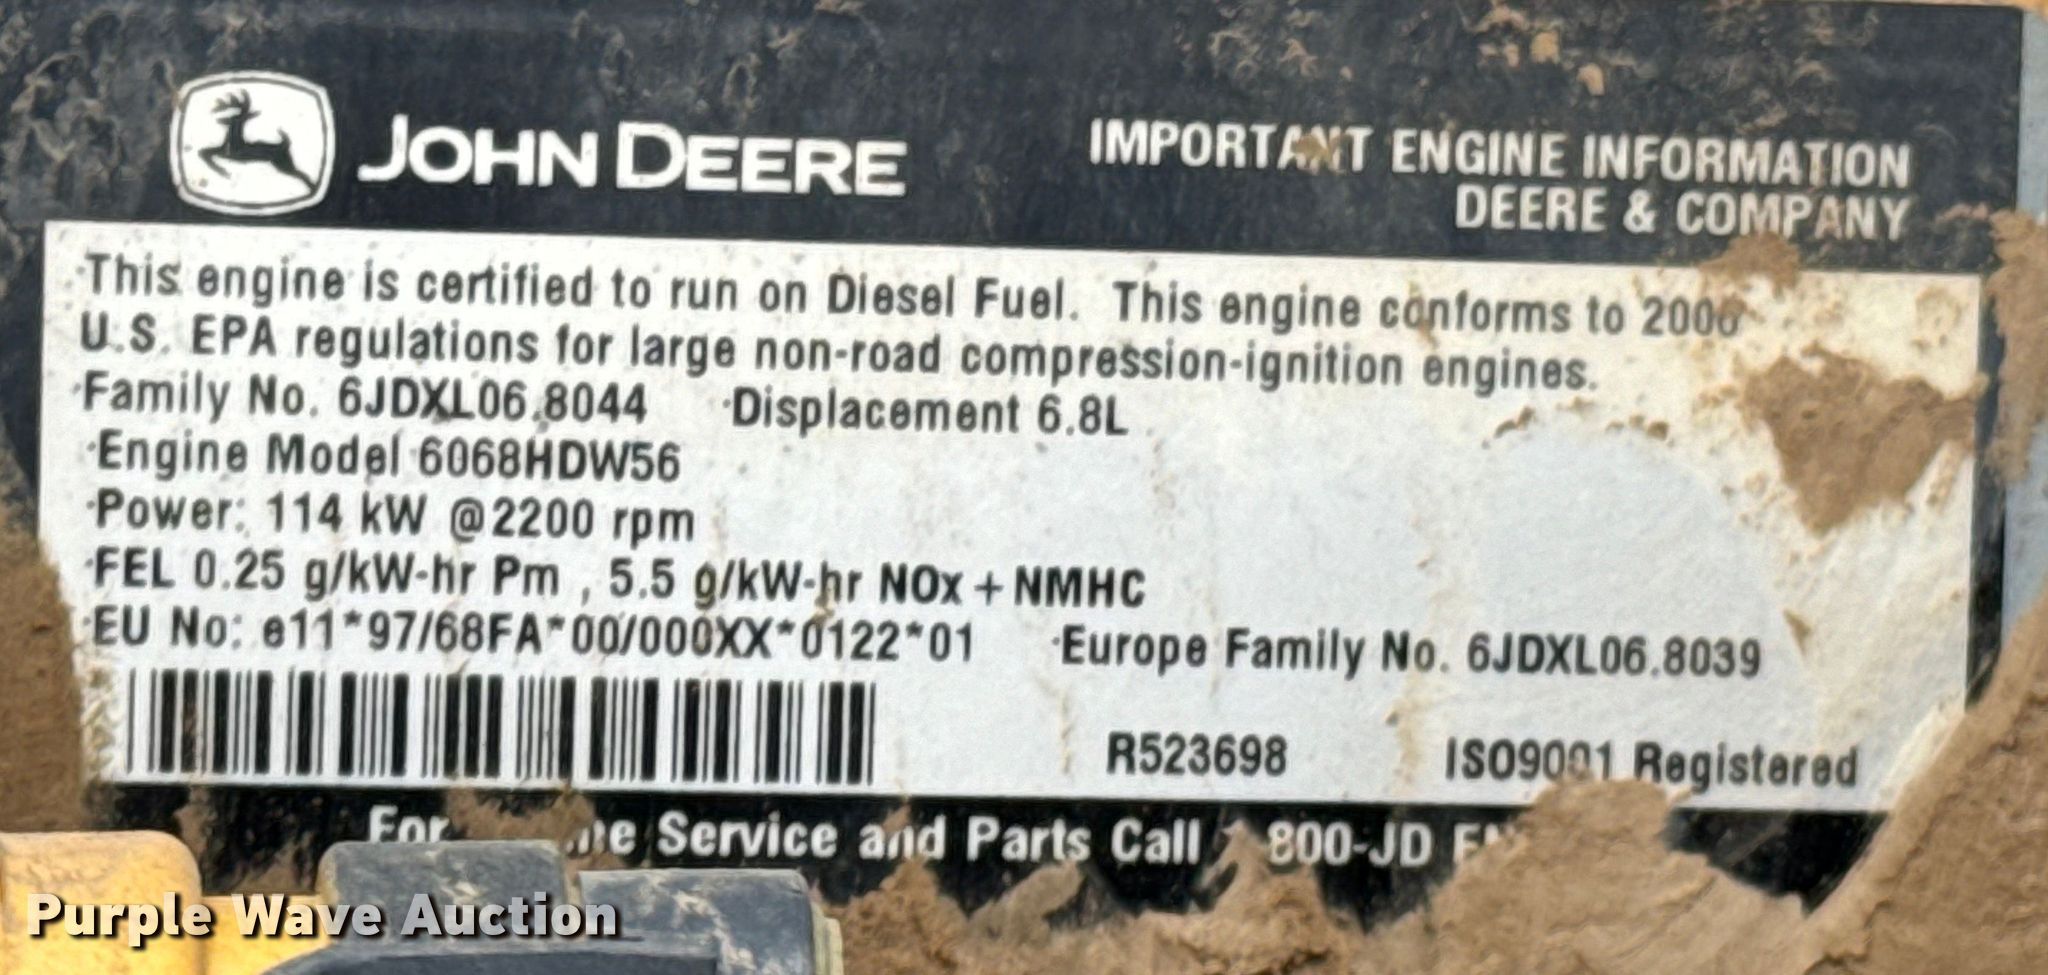 JOHN DEERE
IMPORTANT ENGINE INFORMATION
DEERE & COMPANY
This engine is certified to run on Diesel Fuel. This engine conforms to 2006
U.S. EPA regulations for large non-road compression-ignition engines.
·Family No. 6JDXL06.8044 ·Displacement 6.8L
·Engine Model 6068HDW56
·Power: 114 kW @2200 rpm
·FEL 0.25 g/kW-hr Pm , 5.5 g/kW-hr NOx + NMHC
·EU No: e11*97/68FA*00/000XX*0122*01 ·Europe Family No. 6JDXL06.8039
R523698 ISO9001 Registered
For Service and Parts Call 800-JD
Purple Wave Auction